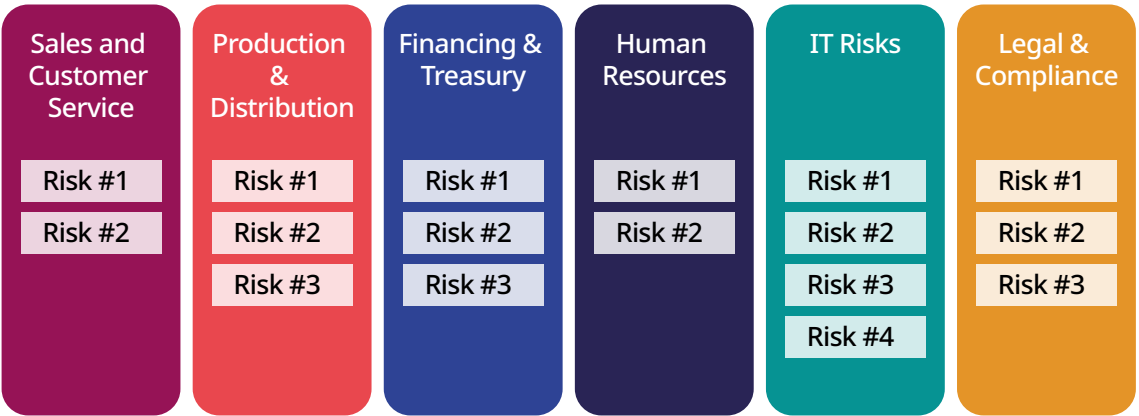 Sales and
Customer
Service
Risk #1
Risk #2
Production
&
Distribution
Risk #1
Risk #2
Risk #3
Financing &
Treasury
Risk #1
Risk #2
Risk #3
Human
Resources
Risk #1
Risk #2
IT Risks
Risk #1
Risk #2
Risk #3
Risk #4
Legal &
Compliance
Risk #1
Risk #2
Risk #3